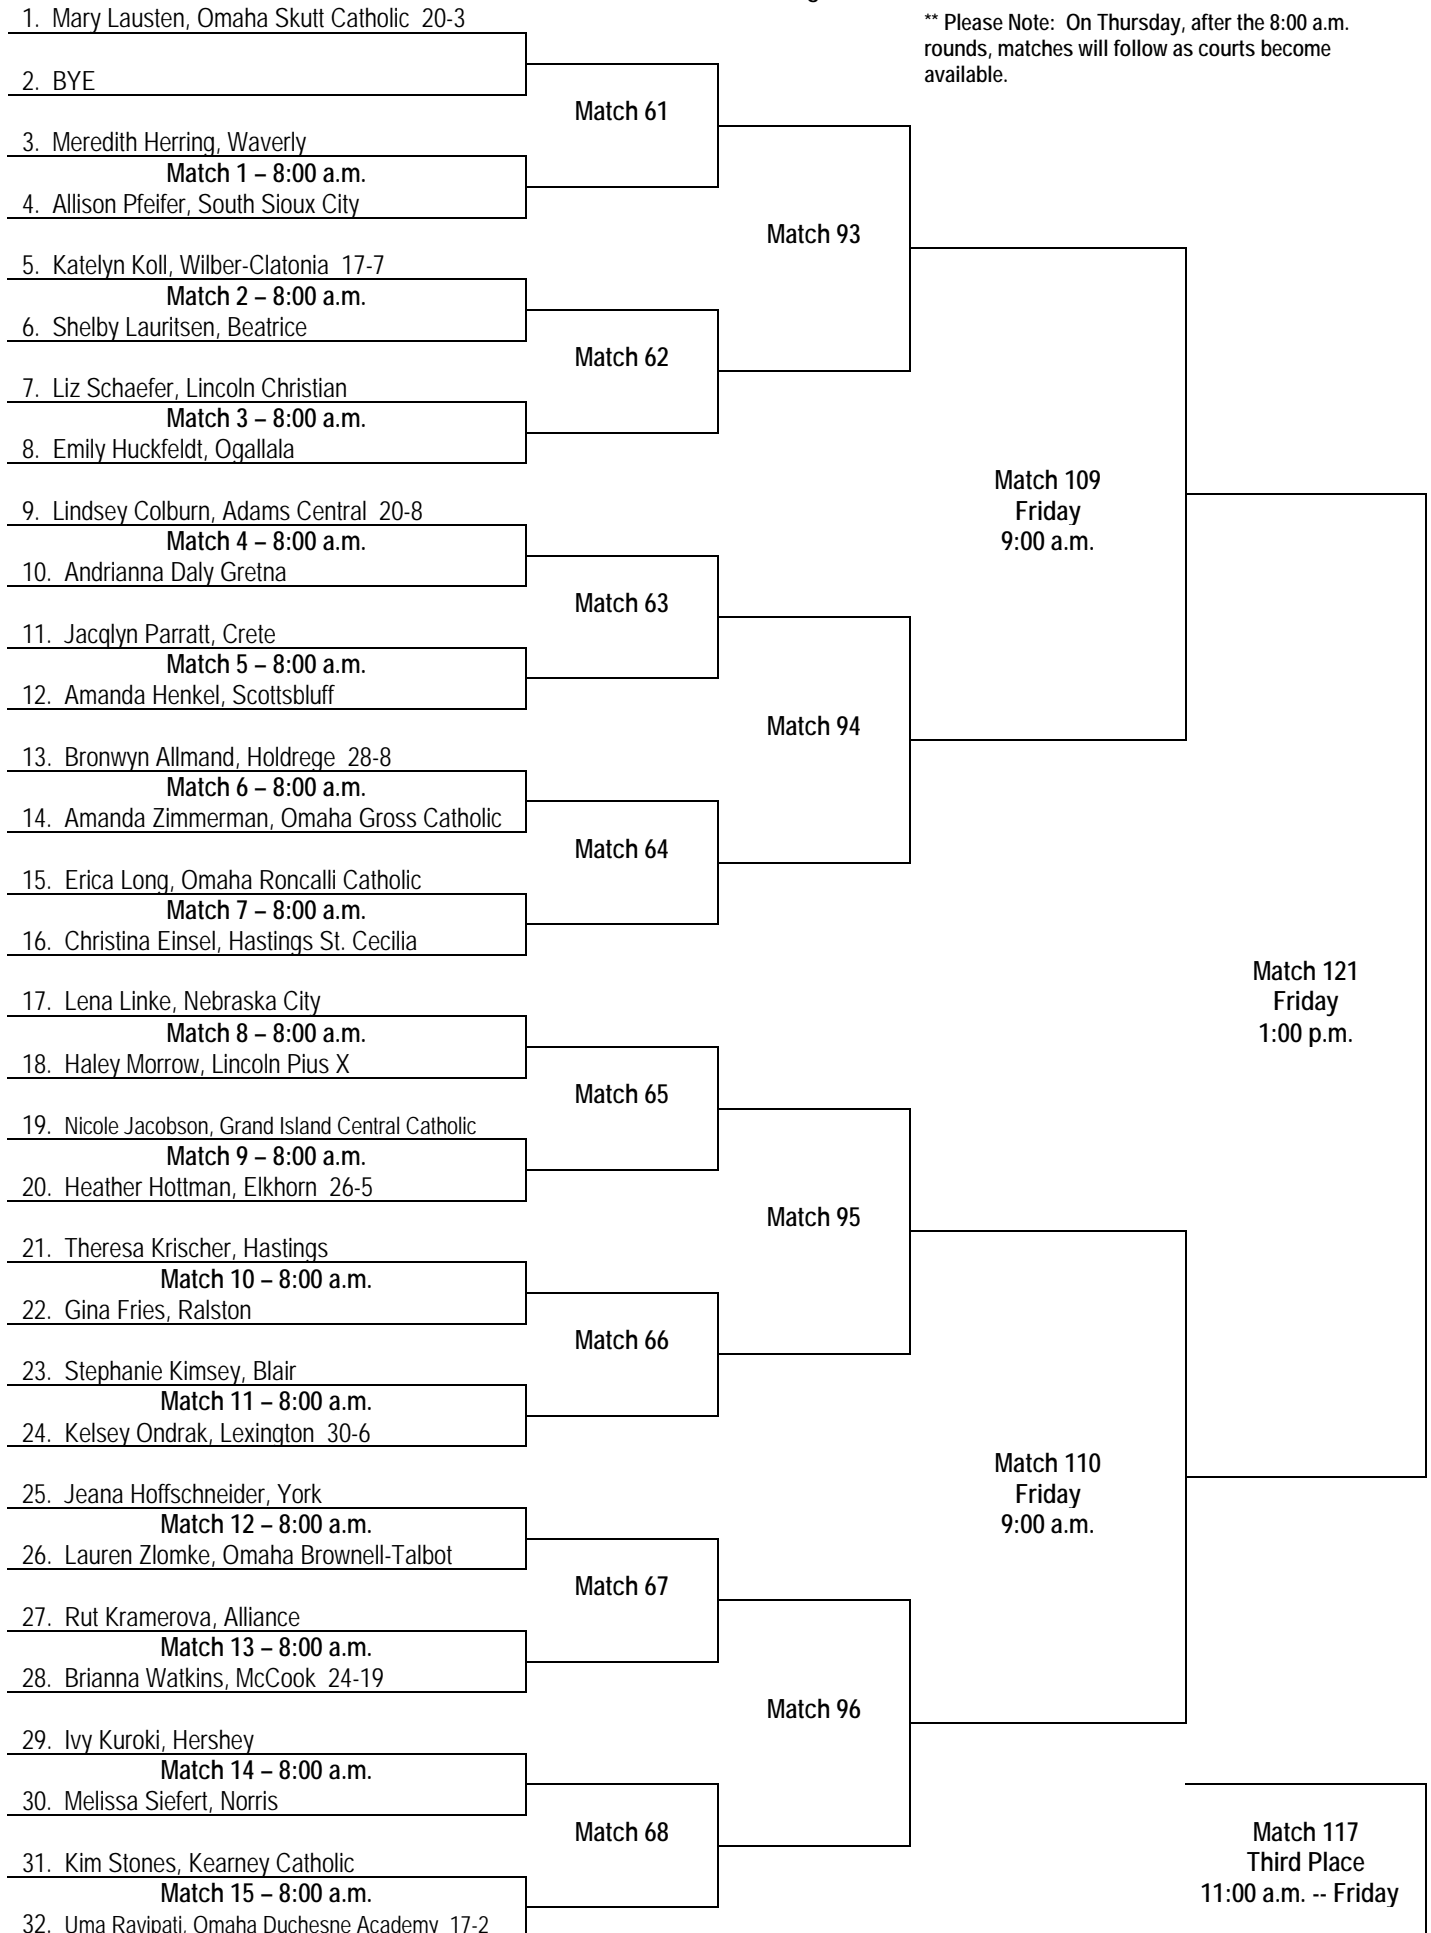 1. Mary Lausten, Omaha Skutt Catholic 20-3
** Please Note: On Thursday, after the 8:00 a.m.
rounds, matches will follow as courts become
available.
2. BYE
Match 61
3. Meredith Herring, Waverly
Match 1 – 8:00 a.m.
4. Allison Pfeifer, South Sioux City
Match 93
5. Katelyn Koll, Wilber-Clatonia 17-7
Match 2 – 8:00 a.m.
6. Shelby Lauritsen, Beatrice
Match 62
7. Liz Schaefer, Lincoln Christian
Match 3 – 8:00 a.m.
8. Emily Huckfeldt, Ogallala
Match 109
Friday
9:00 a.m.
9. Lindsey Colburn, Adams Central 20-8
Match 4 – 8:00 a.m.
10. Andrianna Daly Gretna
Match 63
11. Jacqlyn Parratt, Crete
Match 5 – 8:00 a.m.
12. Amanda Henkel, Scottsbluff
Match 94
13. Bronwyn Allmand, Holdrege 28-8
Match 6 – 8:00 a.m.
14. Amanda Zimmerman, Omaha Gross Catholic
Match 64
15. Erica Long, Omaha Roncalli Catholic
Match 7 – 8:00 a.m.
16. Christina Einsel, Hastings St. Cecilia
Match 121
Friday
1:00 p.m.
17. Lena Linke, Nebraska City
Match 8 – 8:00 a.m.
18. Haley Morrow, Lincoln Pius X
Match 65
19. Nicole Jacobson, Grand Island Central Catholic
Match 9 – 8:00 a.m.
20. Heather Hottman, Elkhorn 26-5
Match 95
21. Theresa Krischer, Hastings
Match 10 – 8:00 a.m.
22. Gina Fries, Ralston
Match 66
23. Stephanie Kimsey, Blair
Match 11 – 8:00 a.m.
24. Kelsey Ondrak, Lexington 30-6
Match 110
Friday
9:00 a.m.
25. Jeana Hoffschneider, York
Match 12 – 8:00 a.m.
26. Lauren Zlomke, Omaha Brownell-Talbot
Match 67
27. Rut Kramerova, Alliance
Match 13 – 8:00 a.m.
28. Brianna Watkins, McCook 24-19
Match 96
29. Ivy Kuroki, Hershey
Match 14 – 8:00 a.m.
30. Melissa Siefert, Norris
Match 68
31. Kim Stones, Kearney Catholic
Match 15 – 8:00 a.m.
32. Uma Ravipati, Omaha Duchesne Academy 17-2
Match 117
Third Place
11:00 a.m. -- Friday